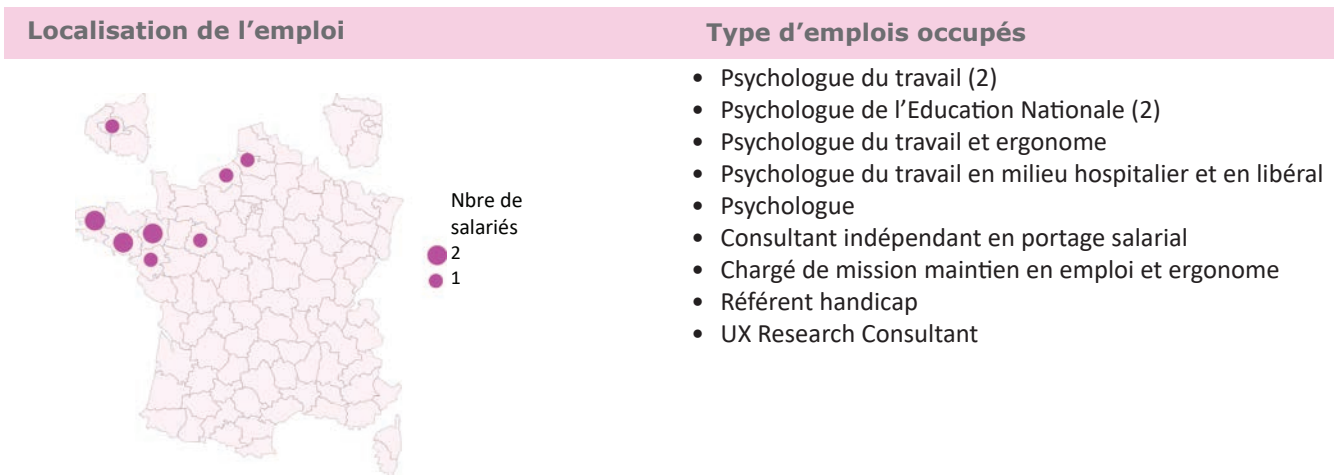 Localisation de l’emploi
Type d’emplois occupés
Nbre de
salariés
2
1
• Psychologue du travail (2)
• Psychologue de l’Education Nationale (2)
• Psychologue du travail et ergonome
• Psychologue du travail en milieu hospitalier et en libéral
• Psychologue
• Consultant indépendant en portage salarial
• Chargé de mission maintien en emploi et ergonome
• Référent handicap
• UX Research Consultant